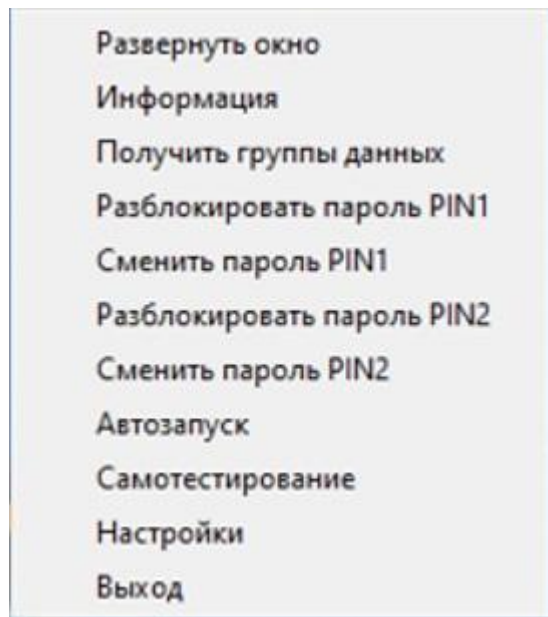 Развернуть окно
Информация
Получить группы данных
Разблокировать пароль PIN1
Сменить пароль PIN1
Разблокировать пароль PIN2
Сменить пароль PIN2
Автозапуск
Самотестирование
Настройки
Выход